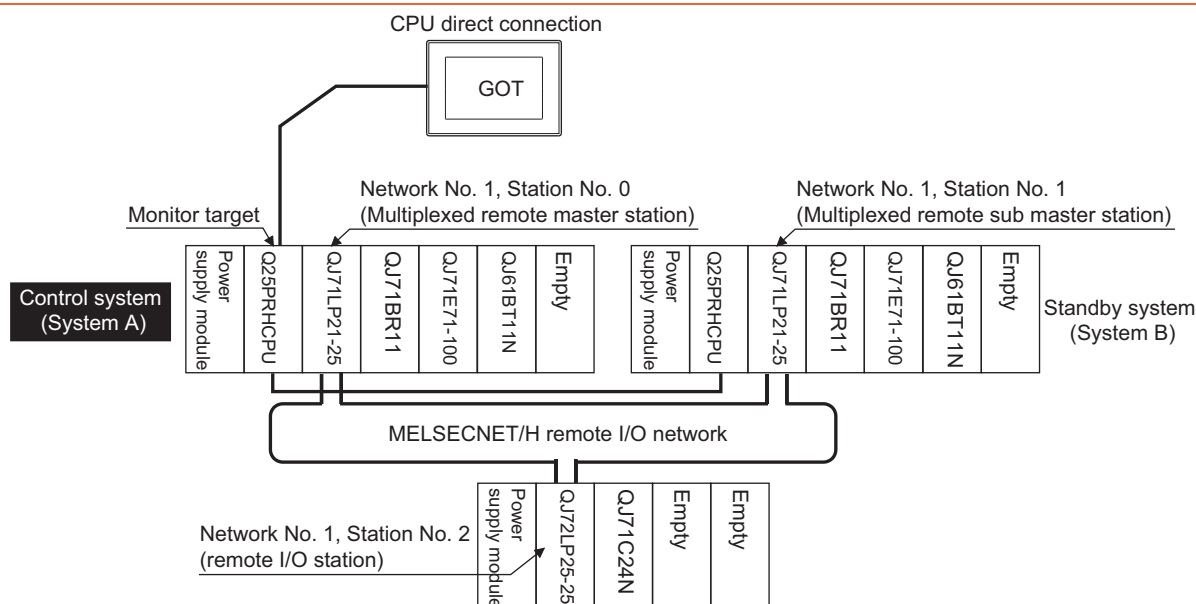 CPU direct connection
GOT
Network No. 1, Station No. 0
(Multiplexed remote master station)
Network No. 1, Station No. 1
(Multiplexed remote sub master station)
Monitor target
Control system
(System A)
Power
supply module
Q25PRHCPU
QJ71LP21-25
QJ71BR11
QJ71E71-100
QJ61BT11N
Empty
Power
supply module
Q25PRHCPU
QJ71LP21-25
QJ71BR11
QJ71E71-100
QJ61BT11N
Empty
Standby system
(System B)
MELSECNET/H remote I/O network
Network No. 1, Station No. 2
(remote I/O station)
Power
supply module
QJ72LP25-25
QJ71C24N
Empty
Empty